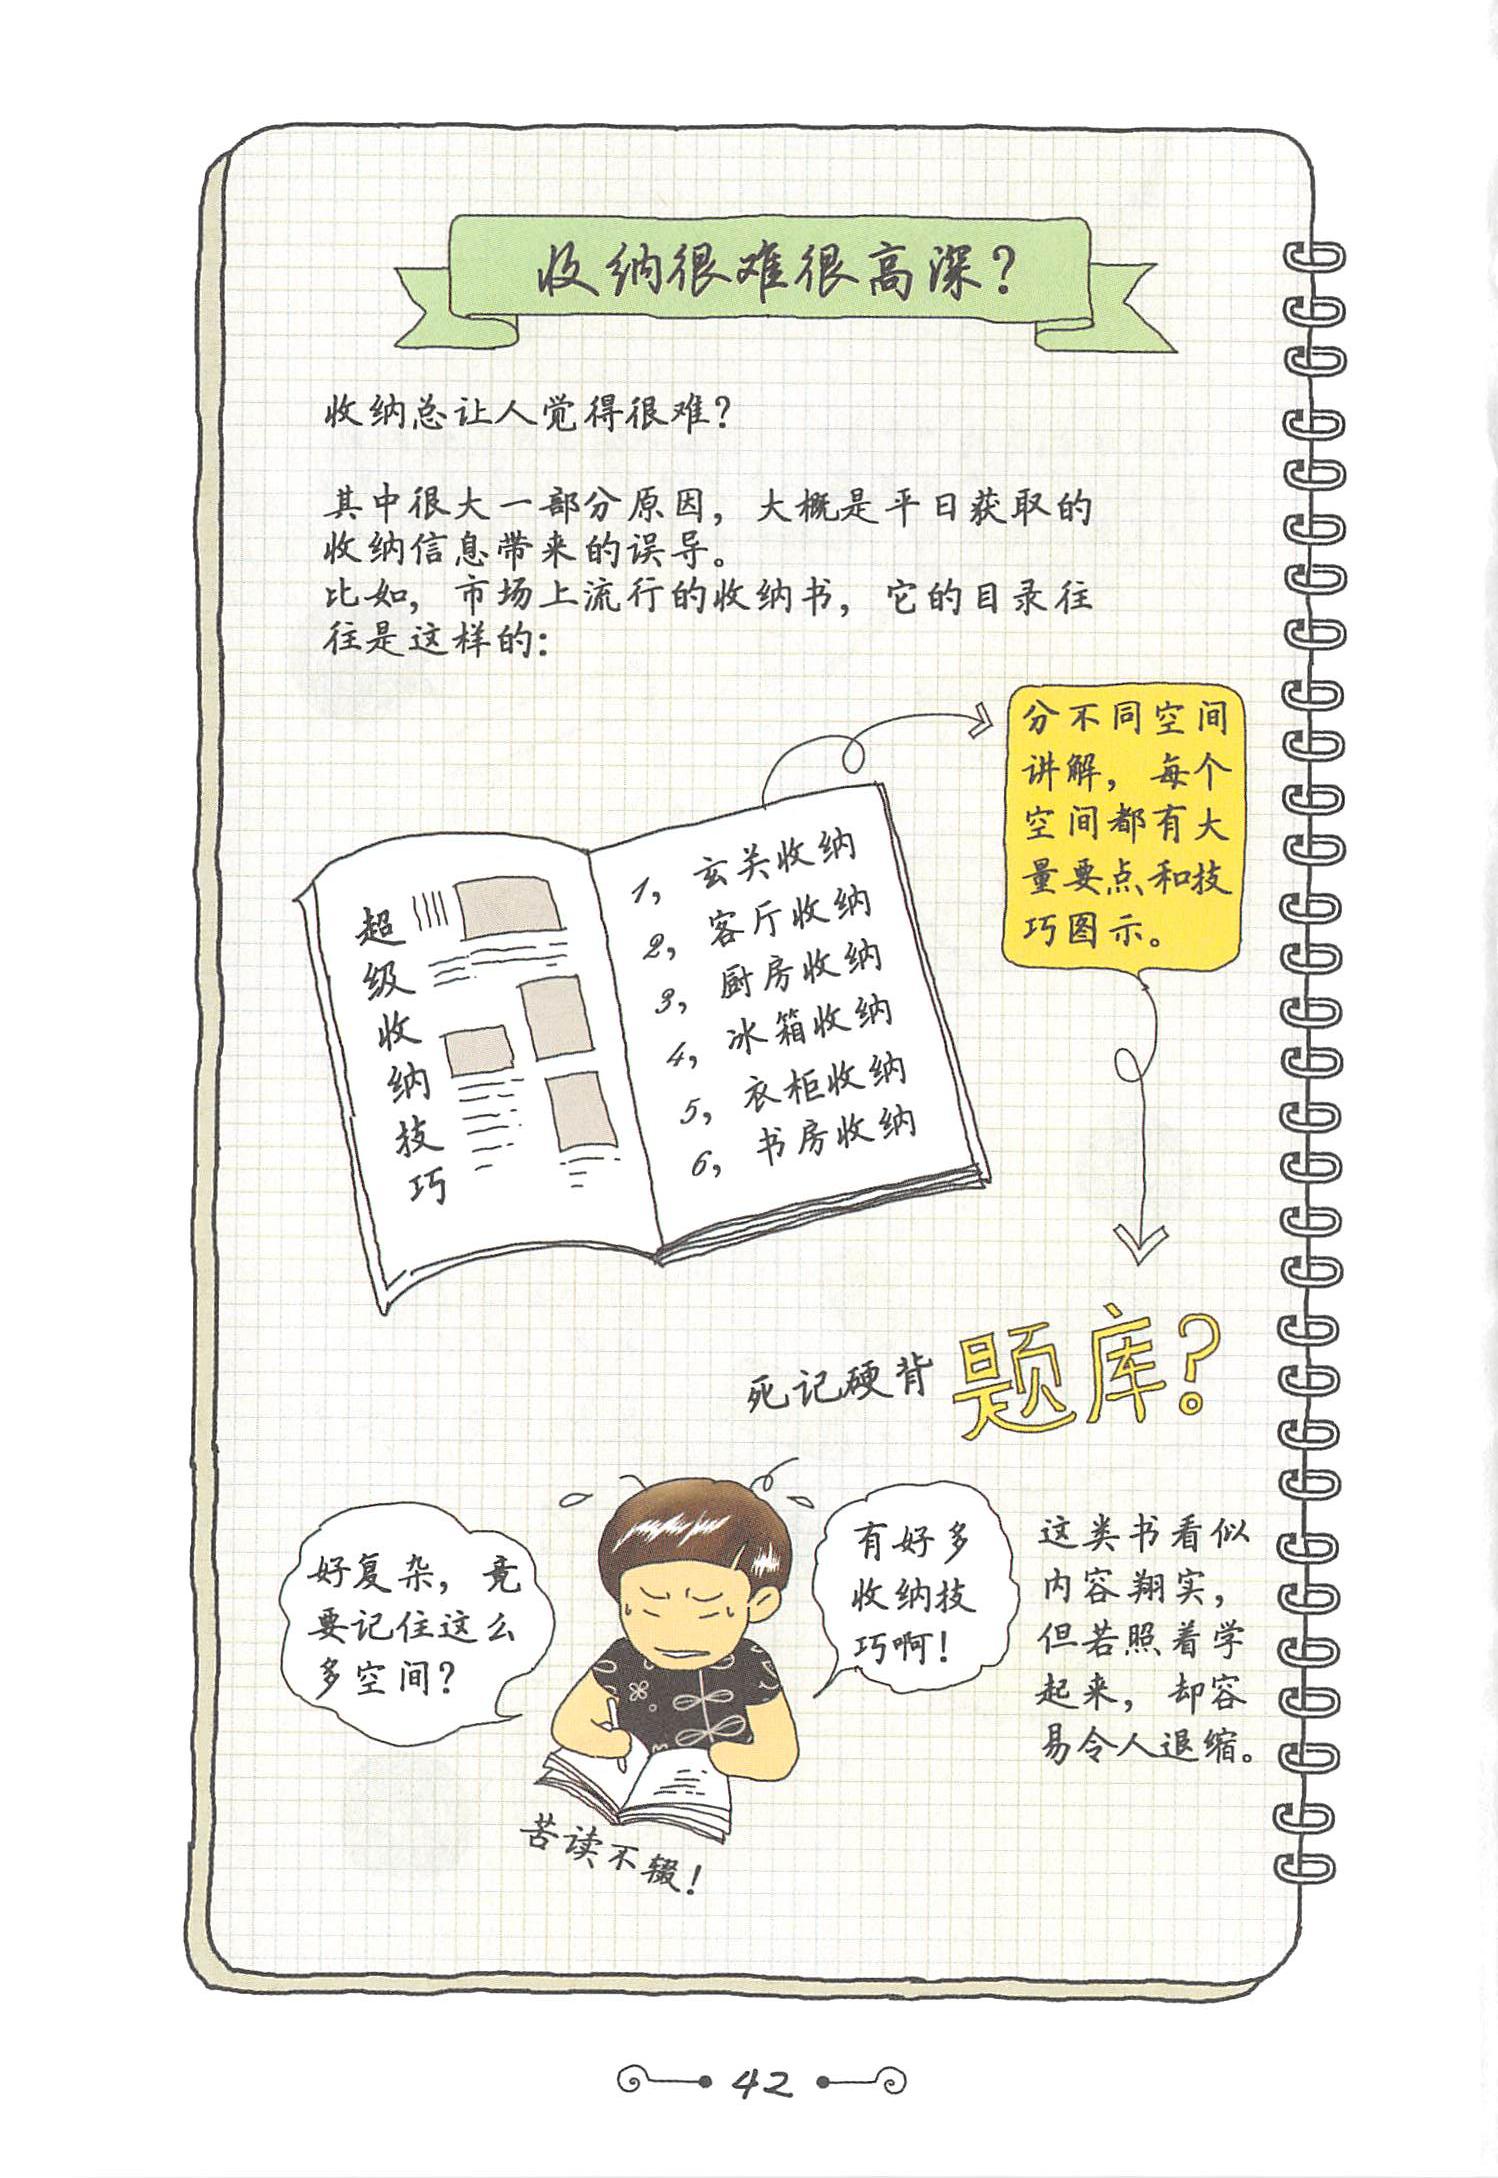 收纳很难很高深？
收纳总让人觉得很难？
其中很大一部分原因，大概是平日获取的
收纳信息带来的误导。
比如，市场上流行的收纳书，它的目录往
往是这样的：
分不同空间
讲解，每个
空间都有大
量要点和技
巧图示。
超级收纳技巧
1，玄关收纳
2，客厅收纳
3，厨房收纳
4，冰箱收纳
5，衣柜收纳
6，书房收纳
死记硬背题库？
好复杂，竟
要记住这么
多空间？
有好多
收纳技
巧啊！
这类书看似
内容翔实，
但若照着学
起来，却容
易令人退缩。
苦读不辍！
42